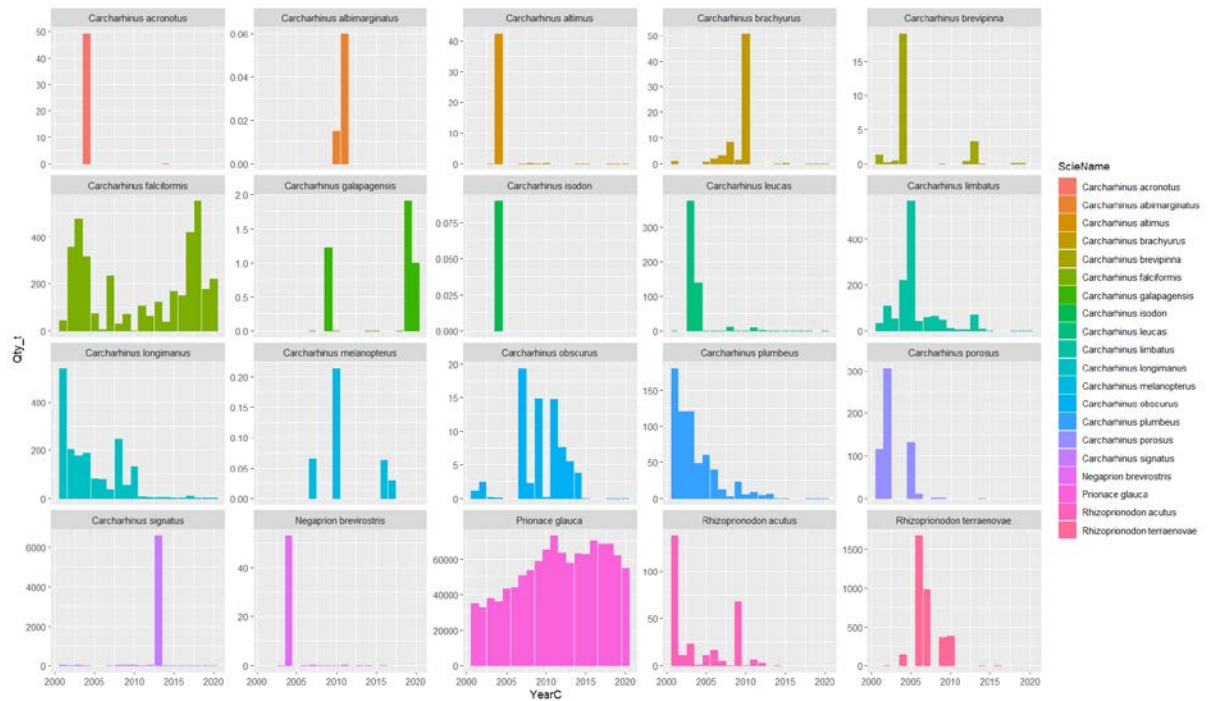 Carcharhinus acronotus
Carcharhinus albimarginatus
Carcharhinus altimus
Carcharhinus brachyurus
Carcharhinus brevipinna
50
40
30
20
10
0
0.06
0.04
0.02
0.00
40
30
20
10
0
50
40
30
20
10
0
15
10
5
0
Carcharhinus falciformis
Carcharhinus galapagensis
Carcharhinus isodon
Carcharhinus leucas
Carcharhinus limbatus
400
200
0
2.0
1.5
1.0
0.5
0.0
0.075
0.050
0.025
0.000
300
200
100
0
400
200
0
Carcharhinus longimanus
Carcharhinus melanopterus
Carcharhinus obscurus
Carcharhinus plumbeus
Carcharhinus porosus
400
200
0
0.20
0.15
0.10
0.05
0.00
20
15
10
5
0
150
100
50
0
300
200
100
0
Carcharhinus signatus
Negaprion brevirostris
Prionace glauca
Rhizoprionodon acutus
Rhizoprionodon terraenovae
6000
4000
2000
0
40
20
0
60000
40000
20000
0
100
50
0
1500
1000
500
0
2000 2005 2010 2015 2020
2000 2005 2010 2015 2020
2000 2005 2010 2015 2020
2000 2005 2010 2015 2020
2000 2005 2010 2015 2020
YearC
Qty_t
ScieName
Carcharhinus acronotus
Carcharhinus albimarginatus
Carcharhinus altimus
Carcharhinus brachyurus
Carcharhinus brevipinna
Carcharhinus falciformis
Carcharhinus galapagensis
Carcharhinus isodon
Carcharhinus leucas
Carcharhinus limbatus
Carcharhinus longimanus
Carcharhinus melanopterus
Carcharhinus obscurus
Carcharhinus plumbeus
Carcharhinus porosus
Carcharhinus signatus
Negaprion brevirostris
Prionace glauca
Rhizoprionodon acutus
Rhizoprionodon terraenovae